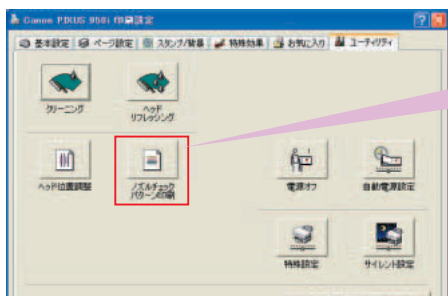 Canon PIXUS 950i 印刷設定
基本設定 ページ設定 スタンプ/背景 特殊効果 お気に入り ユーティリティ
クリーニング
ヘッド
リフレッシング
ヘッド位置調整
ノズルチェック
パターン印刷
電源オフ
自動電源設定
特殊設定
サイレント設定